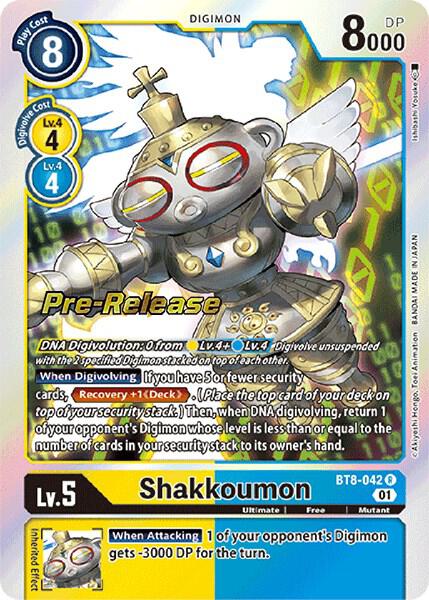 Play Cost
8
DIGIMON
DP
8000
Digivolve Cost
Lv.4
4
Lv.4
4
Ishibashi Yosuke
Pre-Release
DNA Digivolution: 0 from Lv.4 + Lv.4 Digivolve unsuspended
with the 2 specified Digimon stacked on top of each other.
When Digivolving If you have 5 or fewer security
cards, Recovery +1《Deck》. (Place the top card of your deck on
top of your security stack.) Then, when DNA digivolving, return 1
of your opponent's Digimon whose level is less than or equal to the
number of cards in your security stack to its owner's hand.
©Akiyoshi Hongo, Toei Animation BANDAI MADE IN JAPAN
Lv.5
Shakkoumon
BT8-042 R
01
Ultimate | Free | Mutant
Inherited Effect
When Attacking 1 of your opponent's Digimon
gets -3000 DP for the turn.